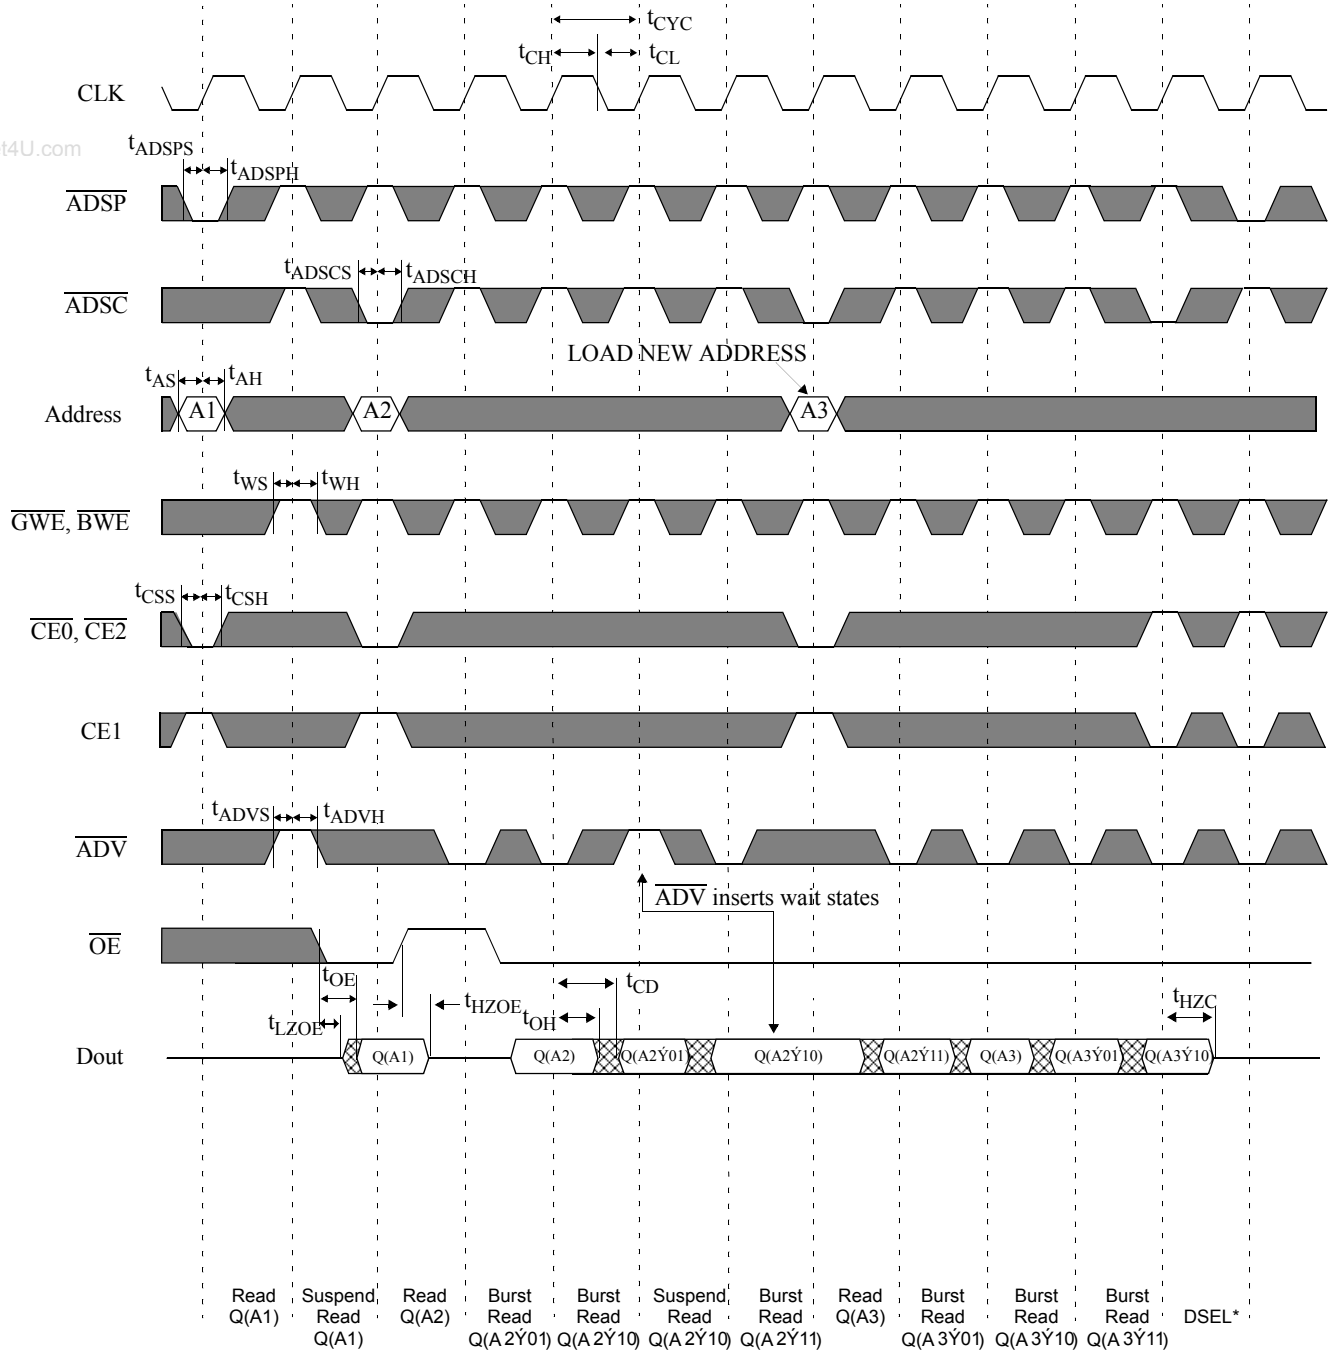 tCYC
tCH
tCL
CLK
t4U.com
tADSPS
tADSPH
ADSP
tADSCS
tADSCH
ADSC
LOAD NEW ADDRESS
tAS
tAH
Address
A1
A2
A3
tWS
tWH
GWE, BWE
tCSS
tCSH
CE0, CE2
CE1
tADVS
tADVH
ADV
ADV inserts wait states
OE
tOE
tCD
tLZOE
tHZOE
tOH
tHZC
Dout
Q(A1)
Q(A2)
Q(A2Ý01)
Q(A2Ý10)
Q(A2Ý11)
Q(A3)
Q(A3Ý01)
Q(A3Ý10)
Read
Q(A1)
Suspend
Read
Q(A1)
Read
Q(A2)
Burst
Read
Q(A 2Ý01)
Burst
Read
Q(A 2Ý10)
Suspend
Read
Q(A 2Ý10)
Burst
Read
Q(A 2Ý11)
Read
Q(A3)
Burst
Read
Q(A 3Ý01)
Burst
Read
Q(A 3Ý10)
Burst
Read
Q(A 3Ý11)
DSEL*